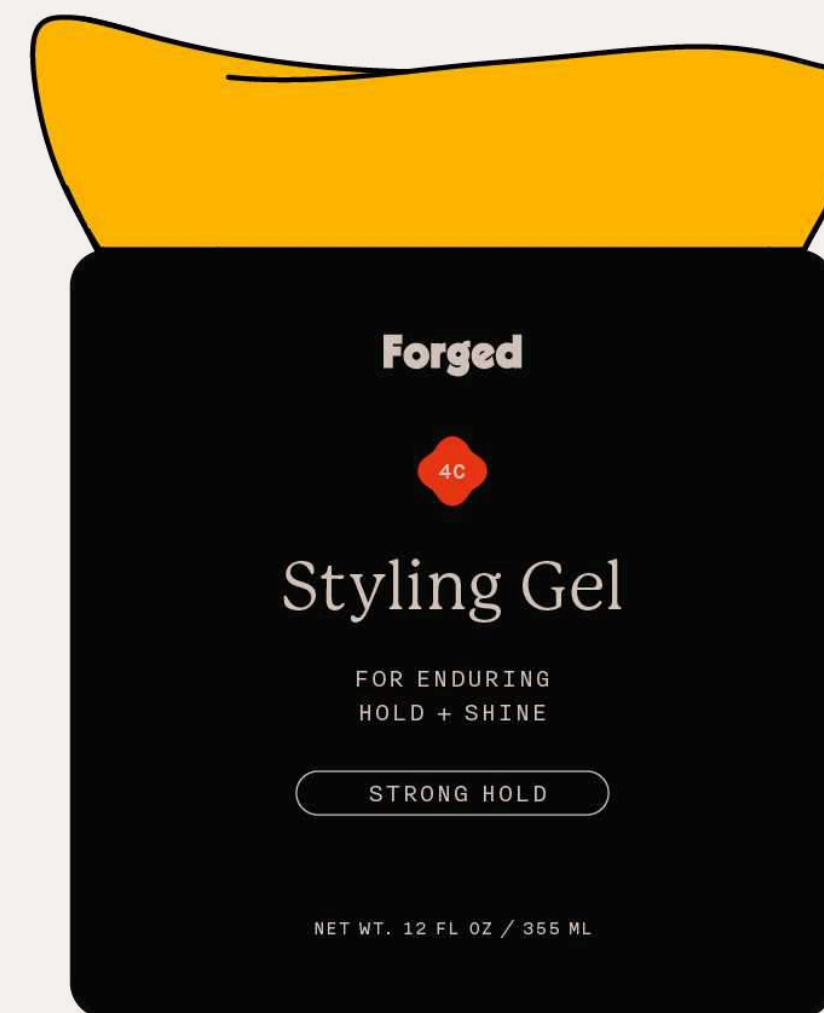 Forged
4C
Styling Gel
FOR ENDURING
HOLD + SHINE
STRONG HOLD
NET WT. 12 FL OZ / 355 ML